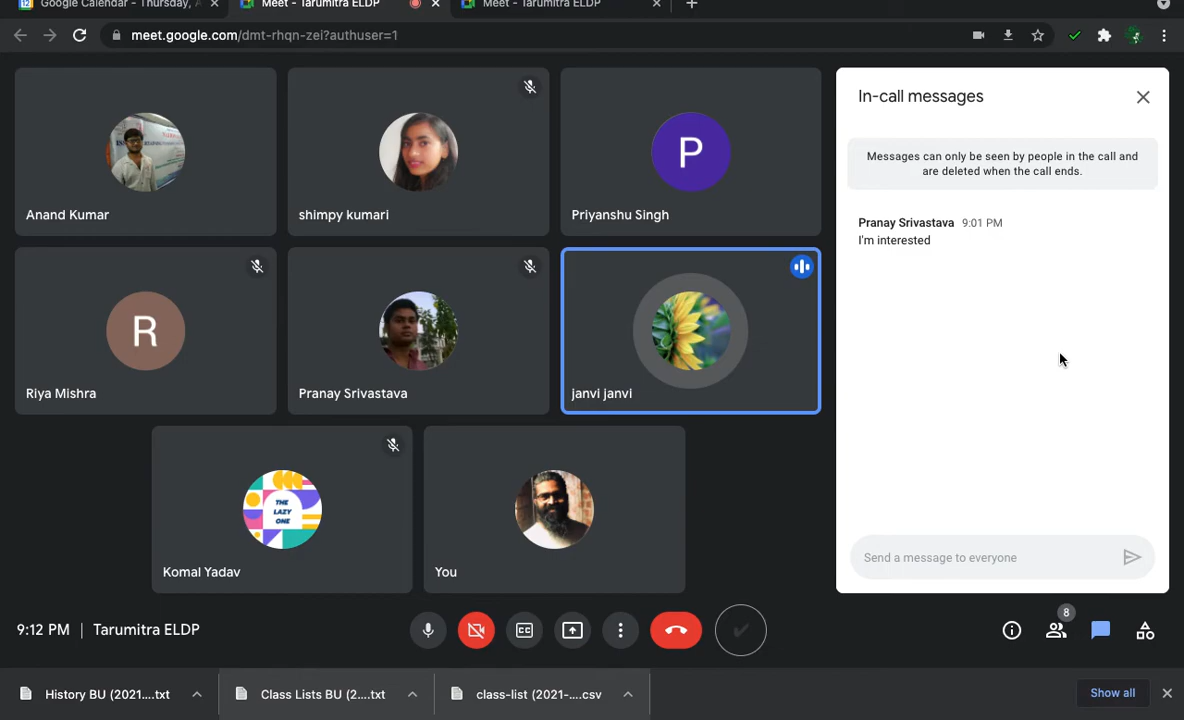 Google Calendar - Thursday, A
Meet - Tarumitra ELDP
Meet - Tarumitra ELDP
meet.google.com/dmt-rhqn-zei?authuser=1
Anand Kumar
shimpy kumari
P
Priyanshu Singh
R
Riya Mishra
Pranay Srivastava
janvi janvi
THE
LAZY
ONE
Komal Yadav
You
In-call messages
Messages can only be seen by people in the call and
are deleted when the call ends.
Pranay Srivastava 9:01 PM
I'm interested
Send a message to everyone
9:12 PM | Tarumitra ELDP
CC
8
History BU (2021....txt
Class Lists BU (2....txt
class-list (2021-....csv
Show all